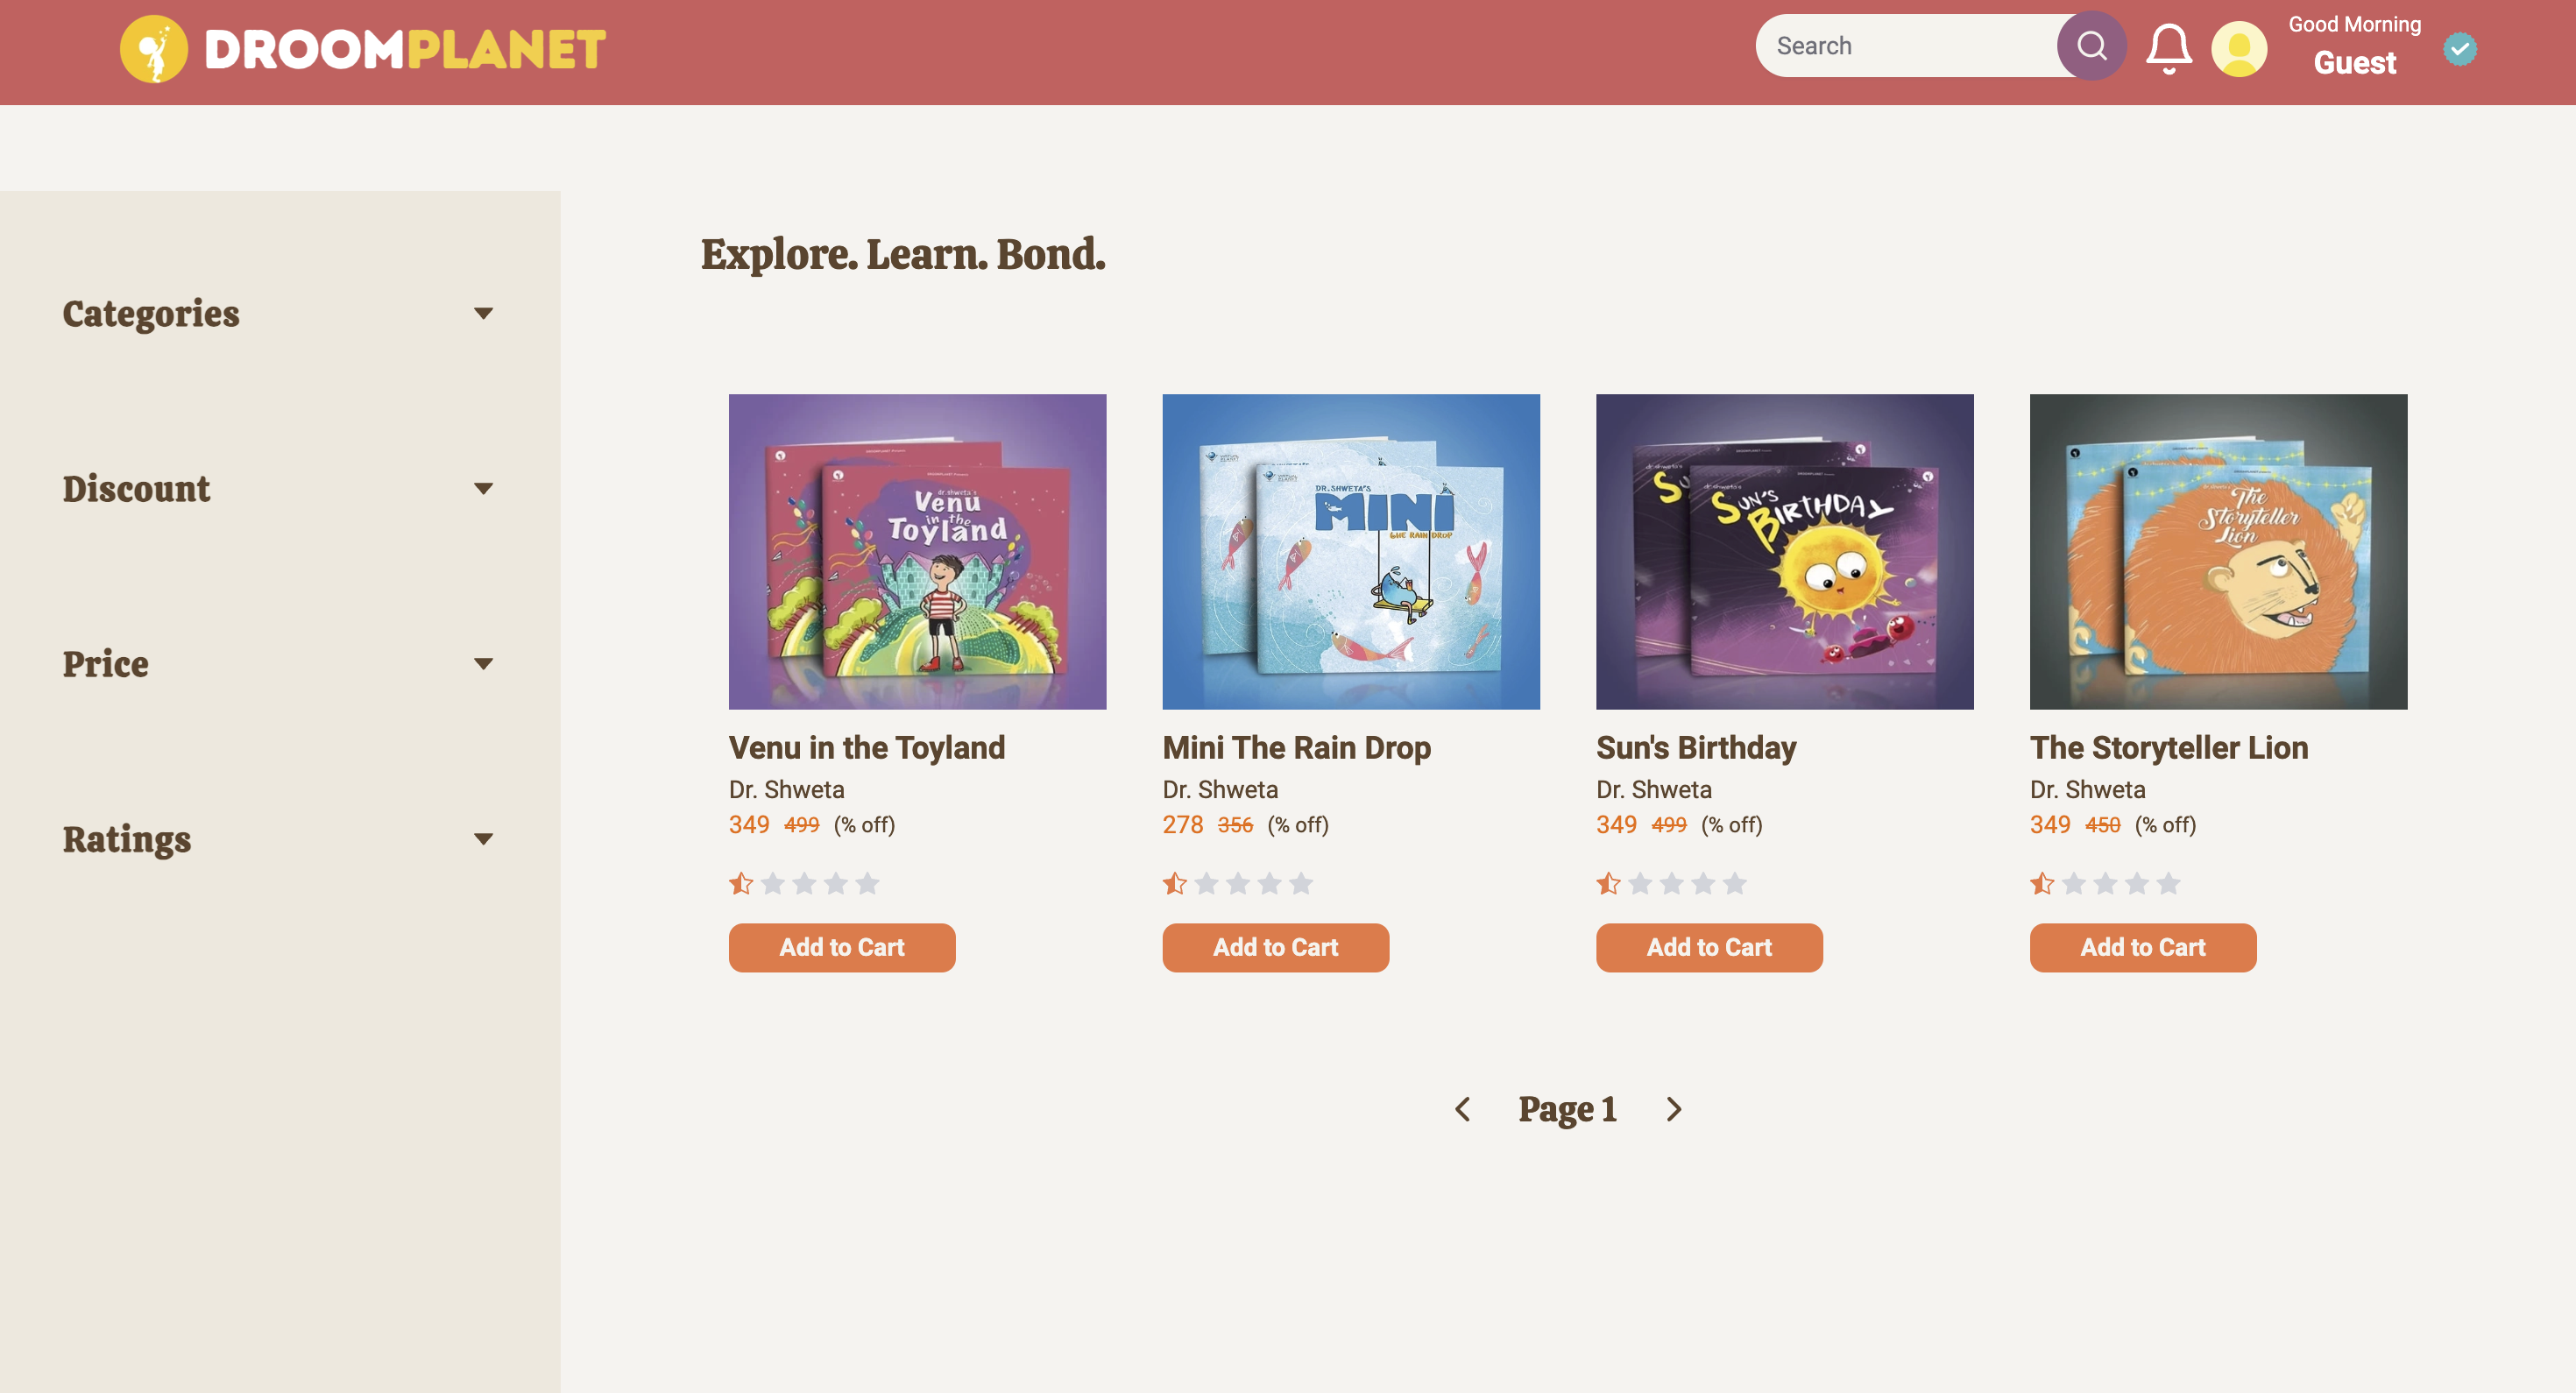 DROOMPLANET
Search
Good Morning
Guest
Explore. Learn. Bond.
Categories
Discount
Price
Ratings
dr.shweta's
Venu
in the
Toyland
DR. SHWETA'S
MINI
THE RAIN DROP
SUN'S
BIRTHDAY
The
Storyteller
Lion
Venu in the Toyland
Dr. Shweta
349 499 (% off)
Add to Cart
Mini The Rain Drop
Dr. Shweta
278 356 (% off)
Add to Cart
Sun's Birthday
Dr. Shweta
349 499 (% off)
Add to Cart
The Storyteller Lion
Dr. Shweta
349 450 (% off)
Add to Cart
Page 1